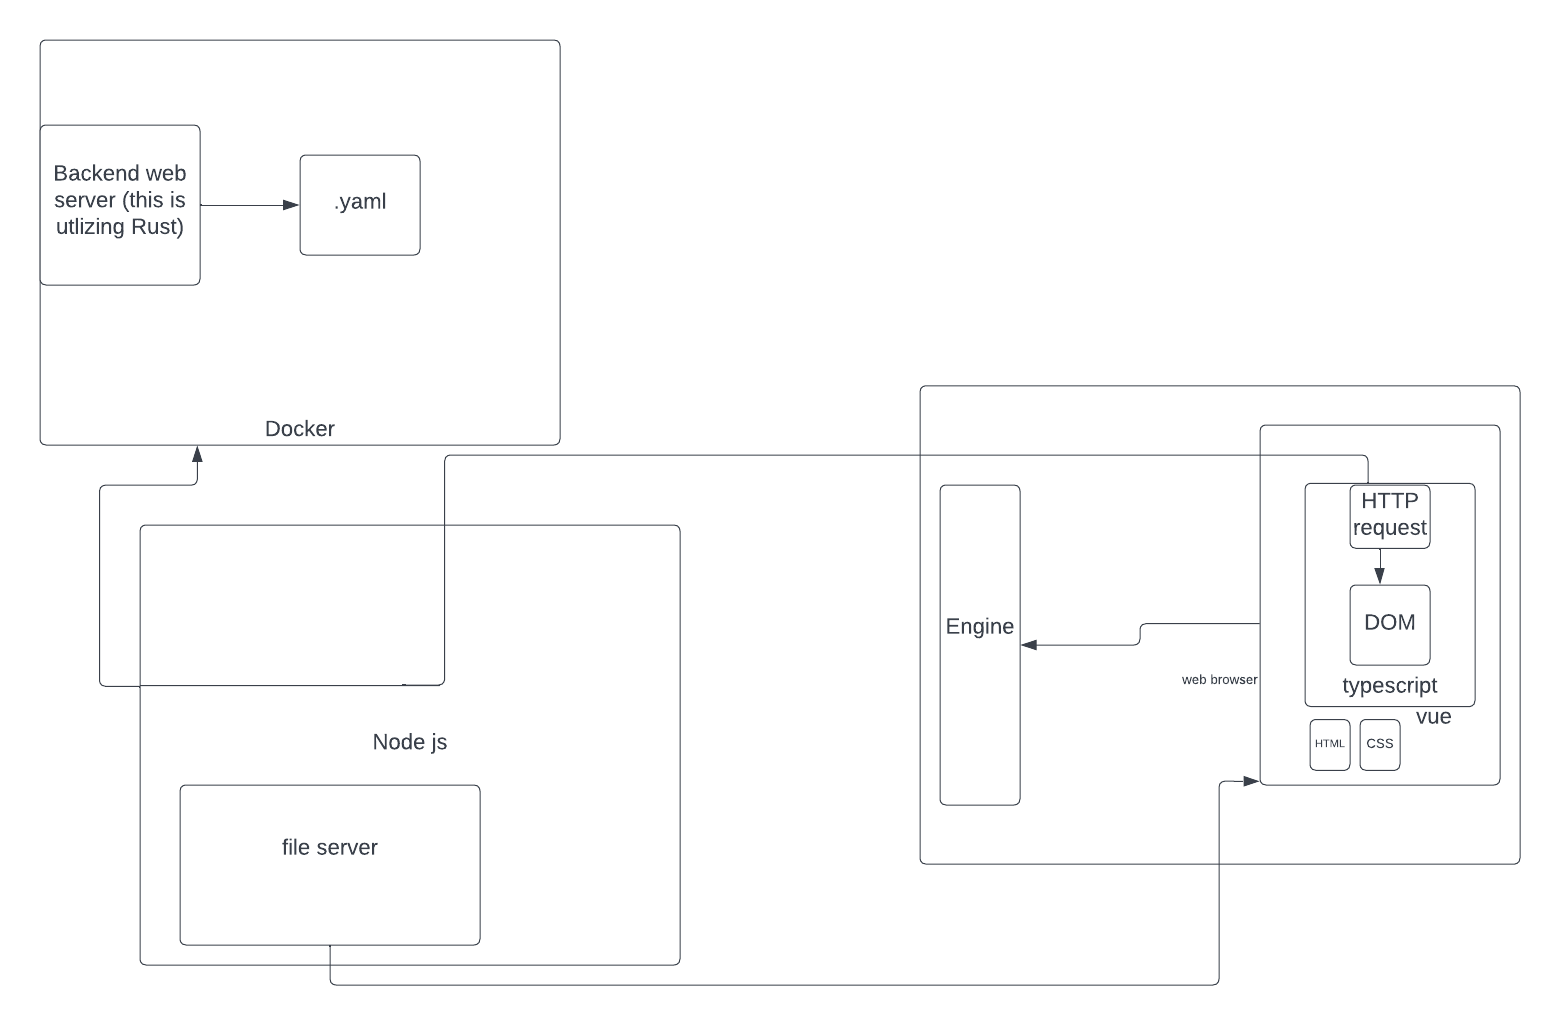 Backend web
server (this is
utlizing Rust)
.yaml
Docker
HTTP
request
Engine
DOM
web browser
typescript
vue
HTML
CSS
Node js
file server